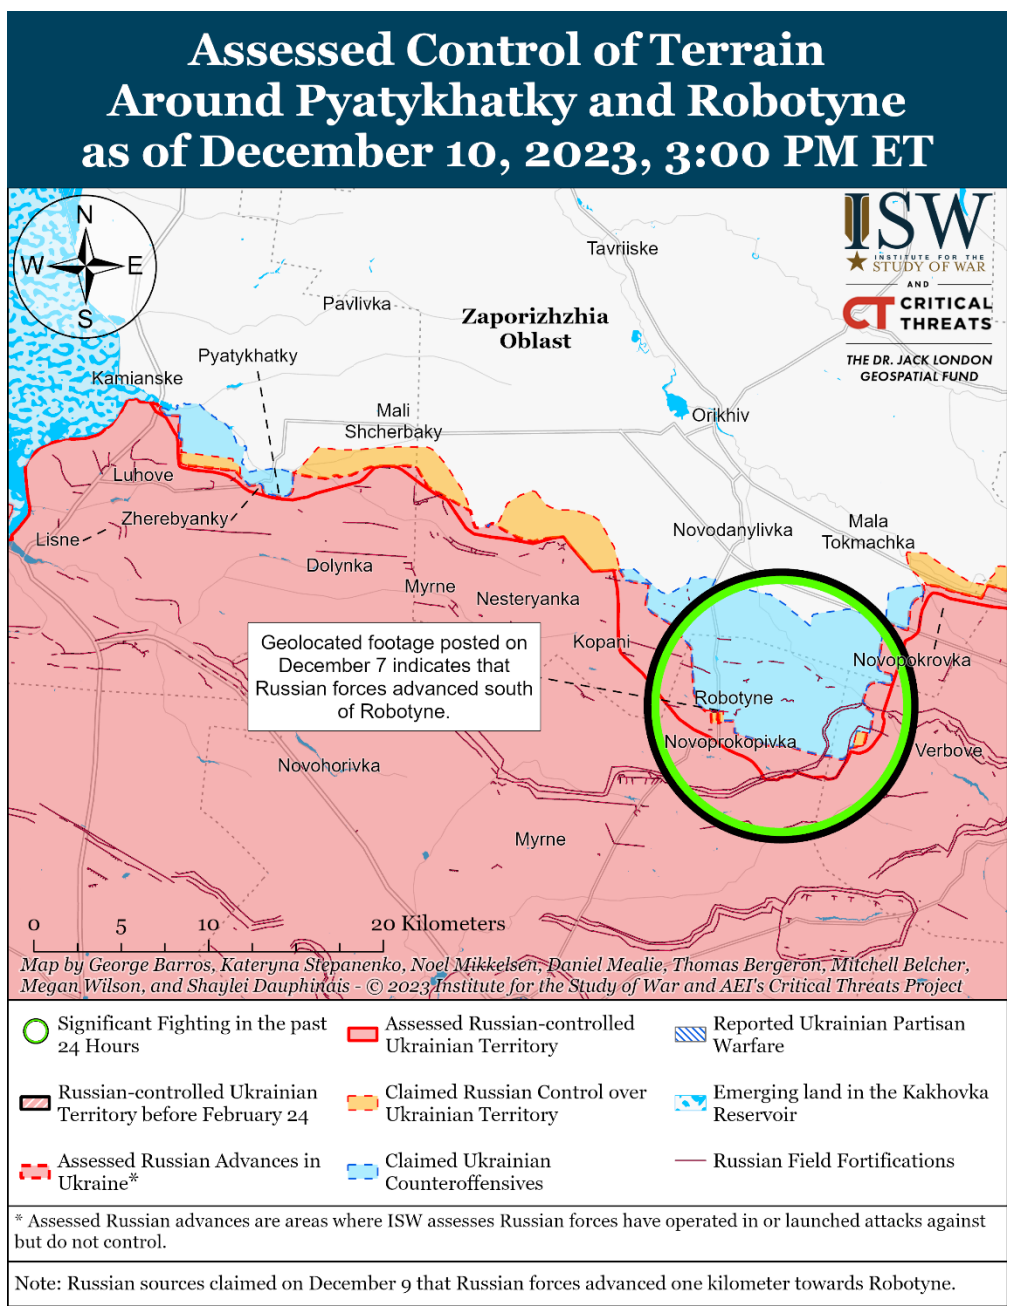 Assessed Control of Terrain
Around Pyatykhatky and Robotyne
as of December 10, 2023, 3:00 PM ET
N
W
E
S
ISW
INSTITUTE FOR THE
STUDY OF WAR
AND
CT CRITICAL
THREATS
THE DR. JACK LONDON
GEOSPATIAL FUND
Tavriiske
Pavlivka
Zaporizhzhia
Oblast
Pyatykhatky
Kamianske
Mali
Shcherbaky
Orikhiv
Luhove
Zherebyanky
Lisne
Novodanylivka
Mala
Tokmachka
Dolynka
Myrne
Nesteryanka
Kopani
Geolocated footage posted on
December 7 indicates that
Russian forces advanced south
of Robotyne.
Novopokrovka
Robotyne
Novoprokopivka
Verbove
Novohorivka
Myrne
0 5 10 20 Kilometers
Map by George Barros, Kateryna Stepanenko, Noel Mikkelsen, Daniel Mealie, Thomas Bergeron, Mitchell Belcher,
Megan Wilson, and Shaylei Dauphinais - © 2023 Institute for the Study of War and AEI's Critical Threats Project
Significant Fighting in the past
24 Hours
Russian-controlled Ukrainian
Territory before February 24
Assessed Russian Advances in
Ukraine*
Assessed Russian-controlled
Ukrainian Territory
Claimed Russian Control over
Ukrainian Territory
Claimed Ukrainian
Counteroffensives
Reported Ukrainian Partisan
Warfare
Emerging land in the Kakhovka
Reservoir
Russian Field Fortifications
* Assessed Russian advances are areas where ISW assesses Russian forces have operated in or launched attacks against
but do not control.
Note: Russian sources claimed on December 9 that Russian forces advanced one kilometer towards Robotyne.